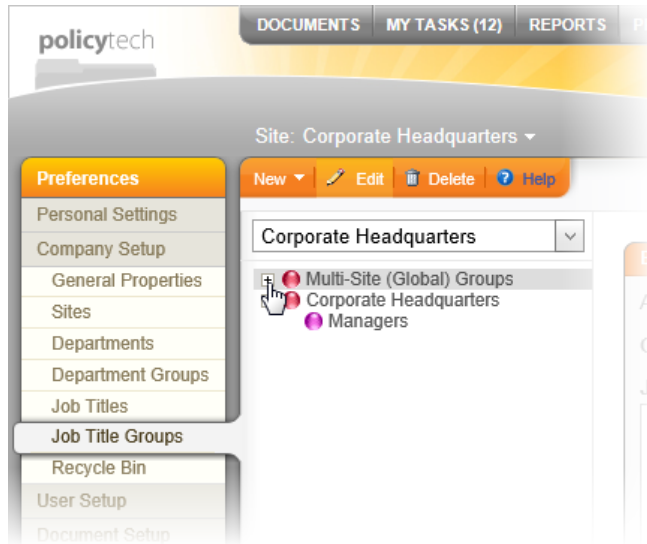 DOCUMENTS MY TASKS (12) REPORTS
policytech
Site: Corporate Headquarters
Preferences
New Edit Delete Help
Personal Settings
Company Setup
Corporate Headquarters
General Properties
Multi-Site (Global) Groups
Sites
Corporate Headquarters
Departments
Managers
Department Groups
Job Titles
Job Title Groups
Recycle Bin
User Setup
Document Setup